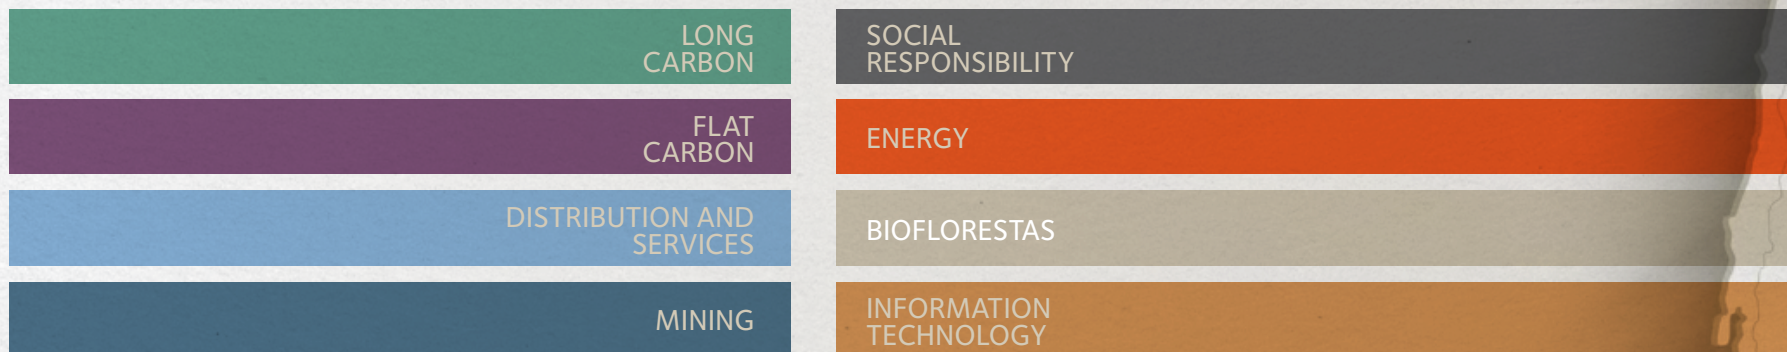 LONG
CARBON
FLAT
CARBON
DISTRIBUTION AND
SERVICES
MINING
SOCIAL
RESPONSIBILITY
ENERGY
BIOFLORESTAS
INFORMATION
TECHNOLOGY